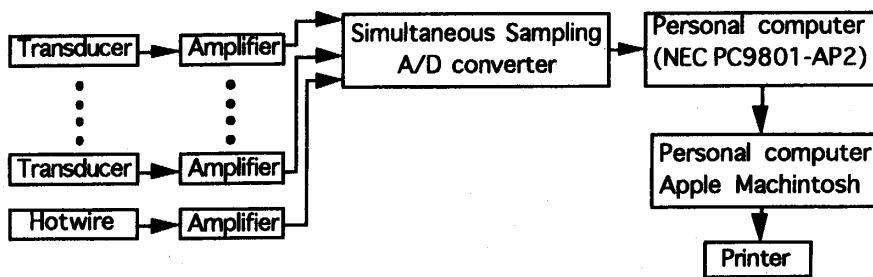 Transducer
Amplifier
Simultaneous Sampling
A/D converter
Personal computer
(NEC PC9801-AP2)
Transducer
Amplifier
Personal computer
Apple Machintosh
Hotwire
Amplifier
Printer